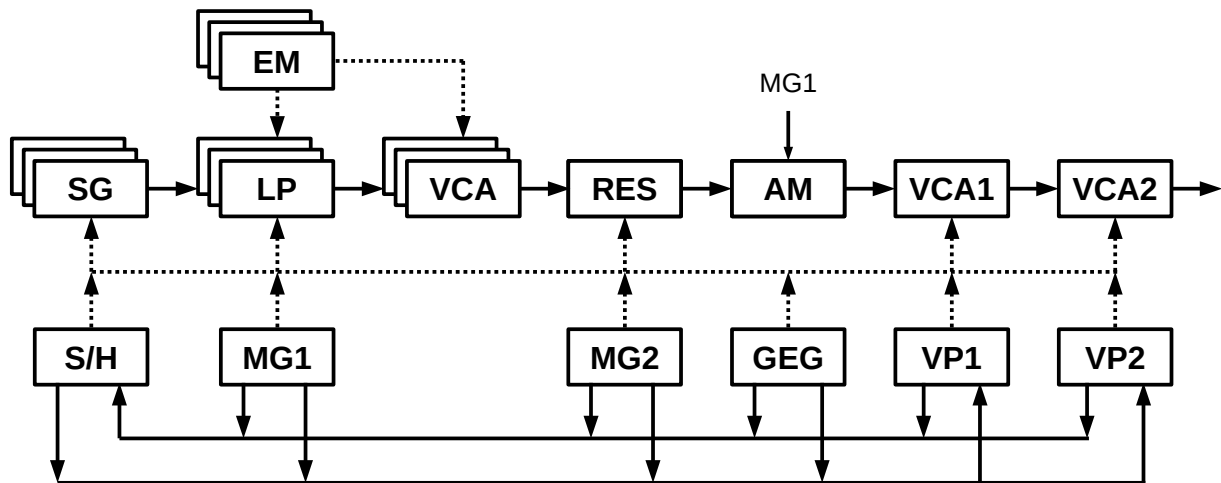 EM
MG1
SG LP VCA RES AM VCA1 VCA2
S/H MG1 MG2 GEG VP1 VP2